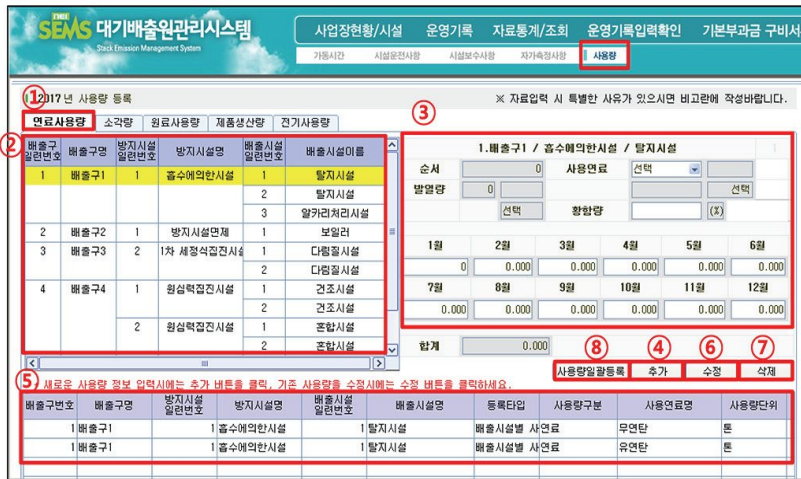 SEMS 대기배출원관리시스템
Stack Emission Management System
사업장현황/시설 운영기록 자료통계/조회 운영기록입력확인 기본부과금 구비서
가동시간 시설운전사항 시설보수사항 자가측정사항 사용량
① 2017년 사용량 등록 ※ 자료입력 시 특별한 사유가 있으시면 비고란에 작성바랍니다.
연료사용량 소각량 원료사용량 제품생산량 전기사용량 ③
②
배출구 일련번호 배출구명 방지시설 일련번호 방지시설명 배출시설 일련번호 배출시설이름
1 배출구1 1 흡수에의한시설 1 탈지시설
2 탈지시설
3 알카리처리시설
2 배출구2 1 방지시설면제 1 보일러
3 배출구3 2 1차 세정식집진시설 1 다림질시설
2 다림질시설
4 배출구4 1 원심력집진시설 1 건조시설
2 건조시설
2 원심력집진시설 1 혼합시설
2 혼합시설
1.배출구1 / 흡수에의한시설 / 탈지시설 1
순서 0 사용연료 선택
발열량 0 선택
선택 황함량 (%)
1월 2월 3월 4월 5월 6월
0 0.000 0.000 0.000 0.000 0.000
7월 8월 9월 10월 11월 12월
0.000 0.000 0.000 0.000 0.000 0.000
합계 0.000
⑧ ④ ⑥ ⑦
사용량일괄등록 추가 수정 삭제
⑤ 새로운 사용량 정보 입력시에는 추가 버튼을 클릭, 기존 사용량을 수정시에는 수정 버튼을 클릭하세요.
배출구번호 배출구명 방지시설 일련번호 방지시설명 배출시설 일련번호 배출시설명 등록타입 사용량구분 사용연료명 사용량단위
1 배출구1 1 흡수에의한시설 1 탈지시설 배출시설별 사 연료 무연탄 톤
1 배출구1 1 흡수에의한시설 1 탈지시설 배출시설별 사 연료 유연탄 톤